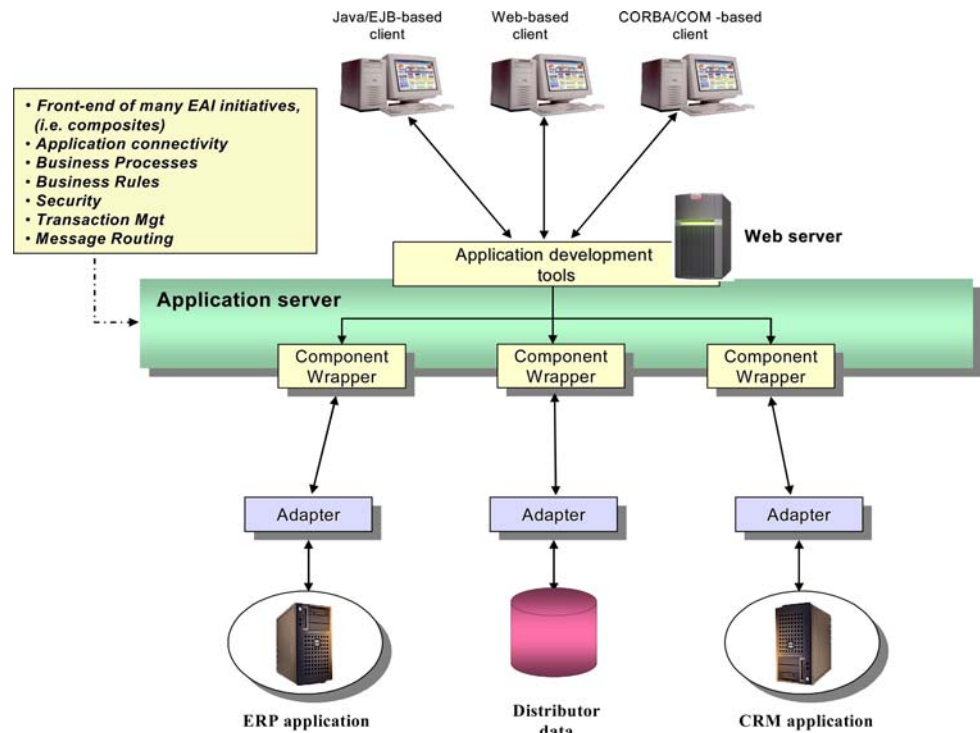 Java/EJB-based
client
Web-based
client
CORBA/COM -based
client
• Front-end of many EAI initiatives,
(i.e. composites)
• Application connectivity
• Business Processes
• Business Rules
• Security
• Transaction Mgt
• Message Routing
Web server
Application development
tools
Application server
Component
Wrapper
Component
Wrapper
Component
Wrapper
Adapter
Adapter
Adapter
ERP application
Distributor
data
CRM application